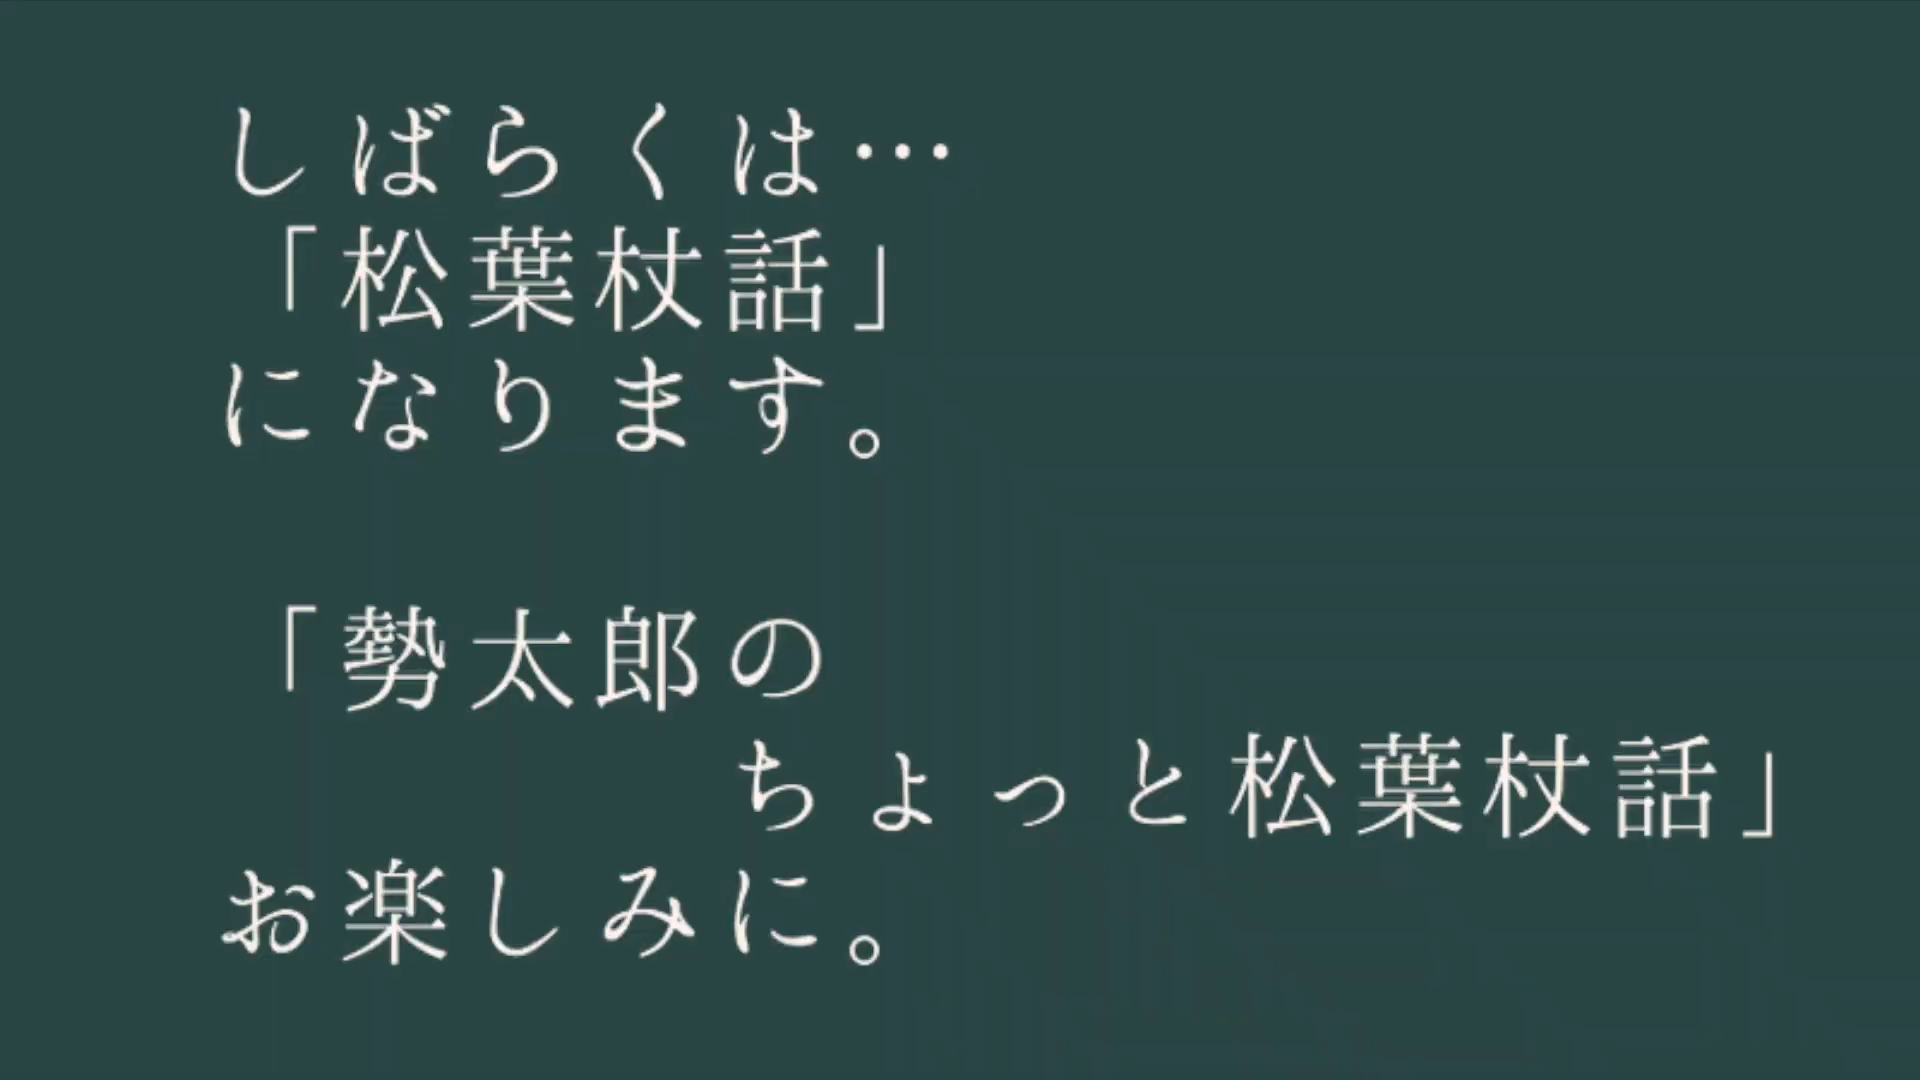 しばらくは…
「松葉杖話」
になります。
「勢太郎の
ちょっと松葉杖話」
お楽しみに。